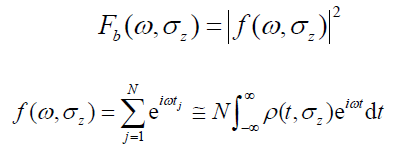 F_b(ω,σ_z) = |f(ω,σ_z)|²
f(ω,σ_z) = ∑_{j=1}^{N} e^{iωt_j} ≅ N∫_{-∞}^{∞} ρ(t,σ_z)e^{iωt}dt